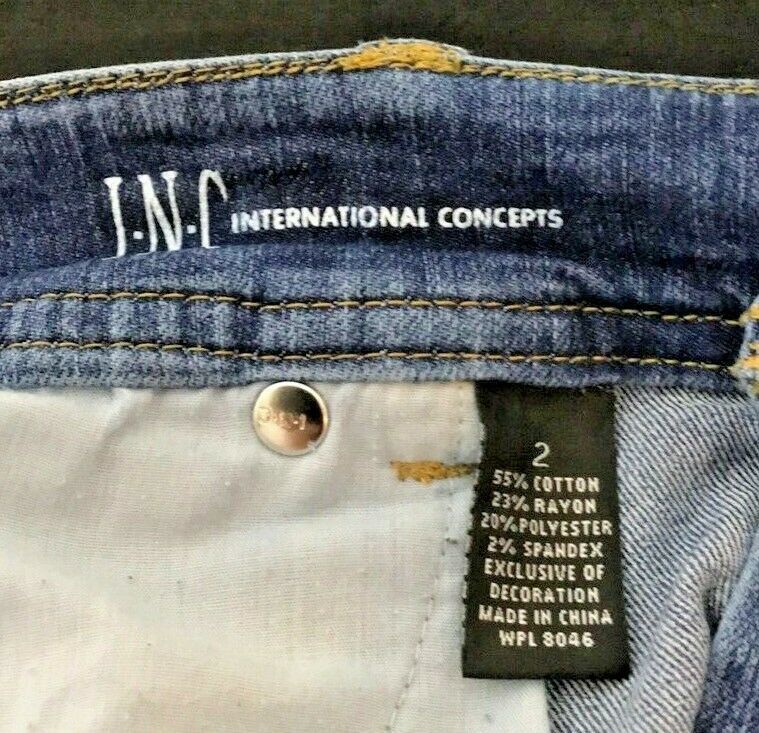 I·N·C INTERNATIONAL CONCEPTS
2
55% COTTON
23% RAYON
20% POLYESTER
2% SPANDEX
EXCLUSIVE OF
DECORATION
MADE IN CHINA
WPL 8046